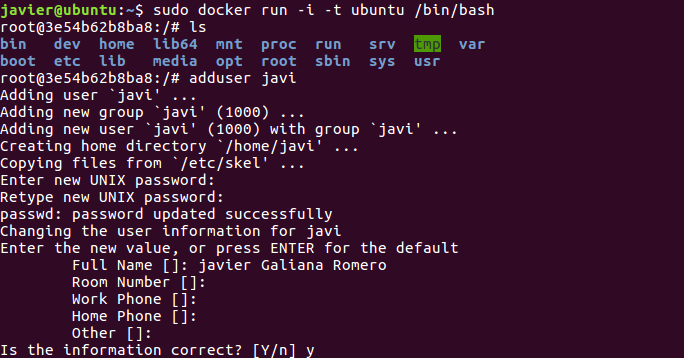 javier@ubuntu:~$ sudo docker run -i -t ubuntu /bin/bash
root@3e54b62b8ba8:/# ls
bin dev home lib64 mnt proc run srv tmp var
boot etc lib media opt root sbin sys usr
root@3e54b62b8ba8:/# adduser javi
Adding user `javi' ...
Adding new group `javi' (1000) ...
Adding new user `javi' (1000) with group `javi' ...
Creating home directory `/home/javi' ...
Copying files from `/etc/skel' ...
Enter new UNIX password:
Retype new UNIX password:
passwd: password updated successfully
Changing the user information for javi
Enter the new value, or press ENTER for the default
Full Name []: javier Galiana Romero
Room Number []:
Work Phone []:
Home Phone []:
Other []:
Is the information correct? [Y/n] y